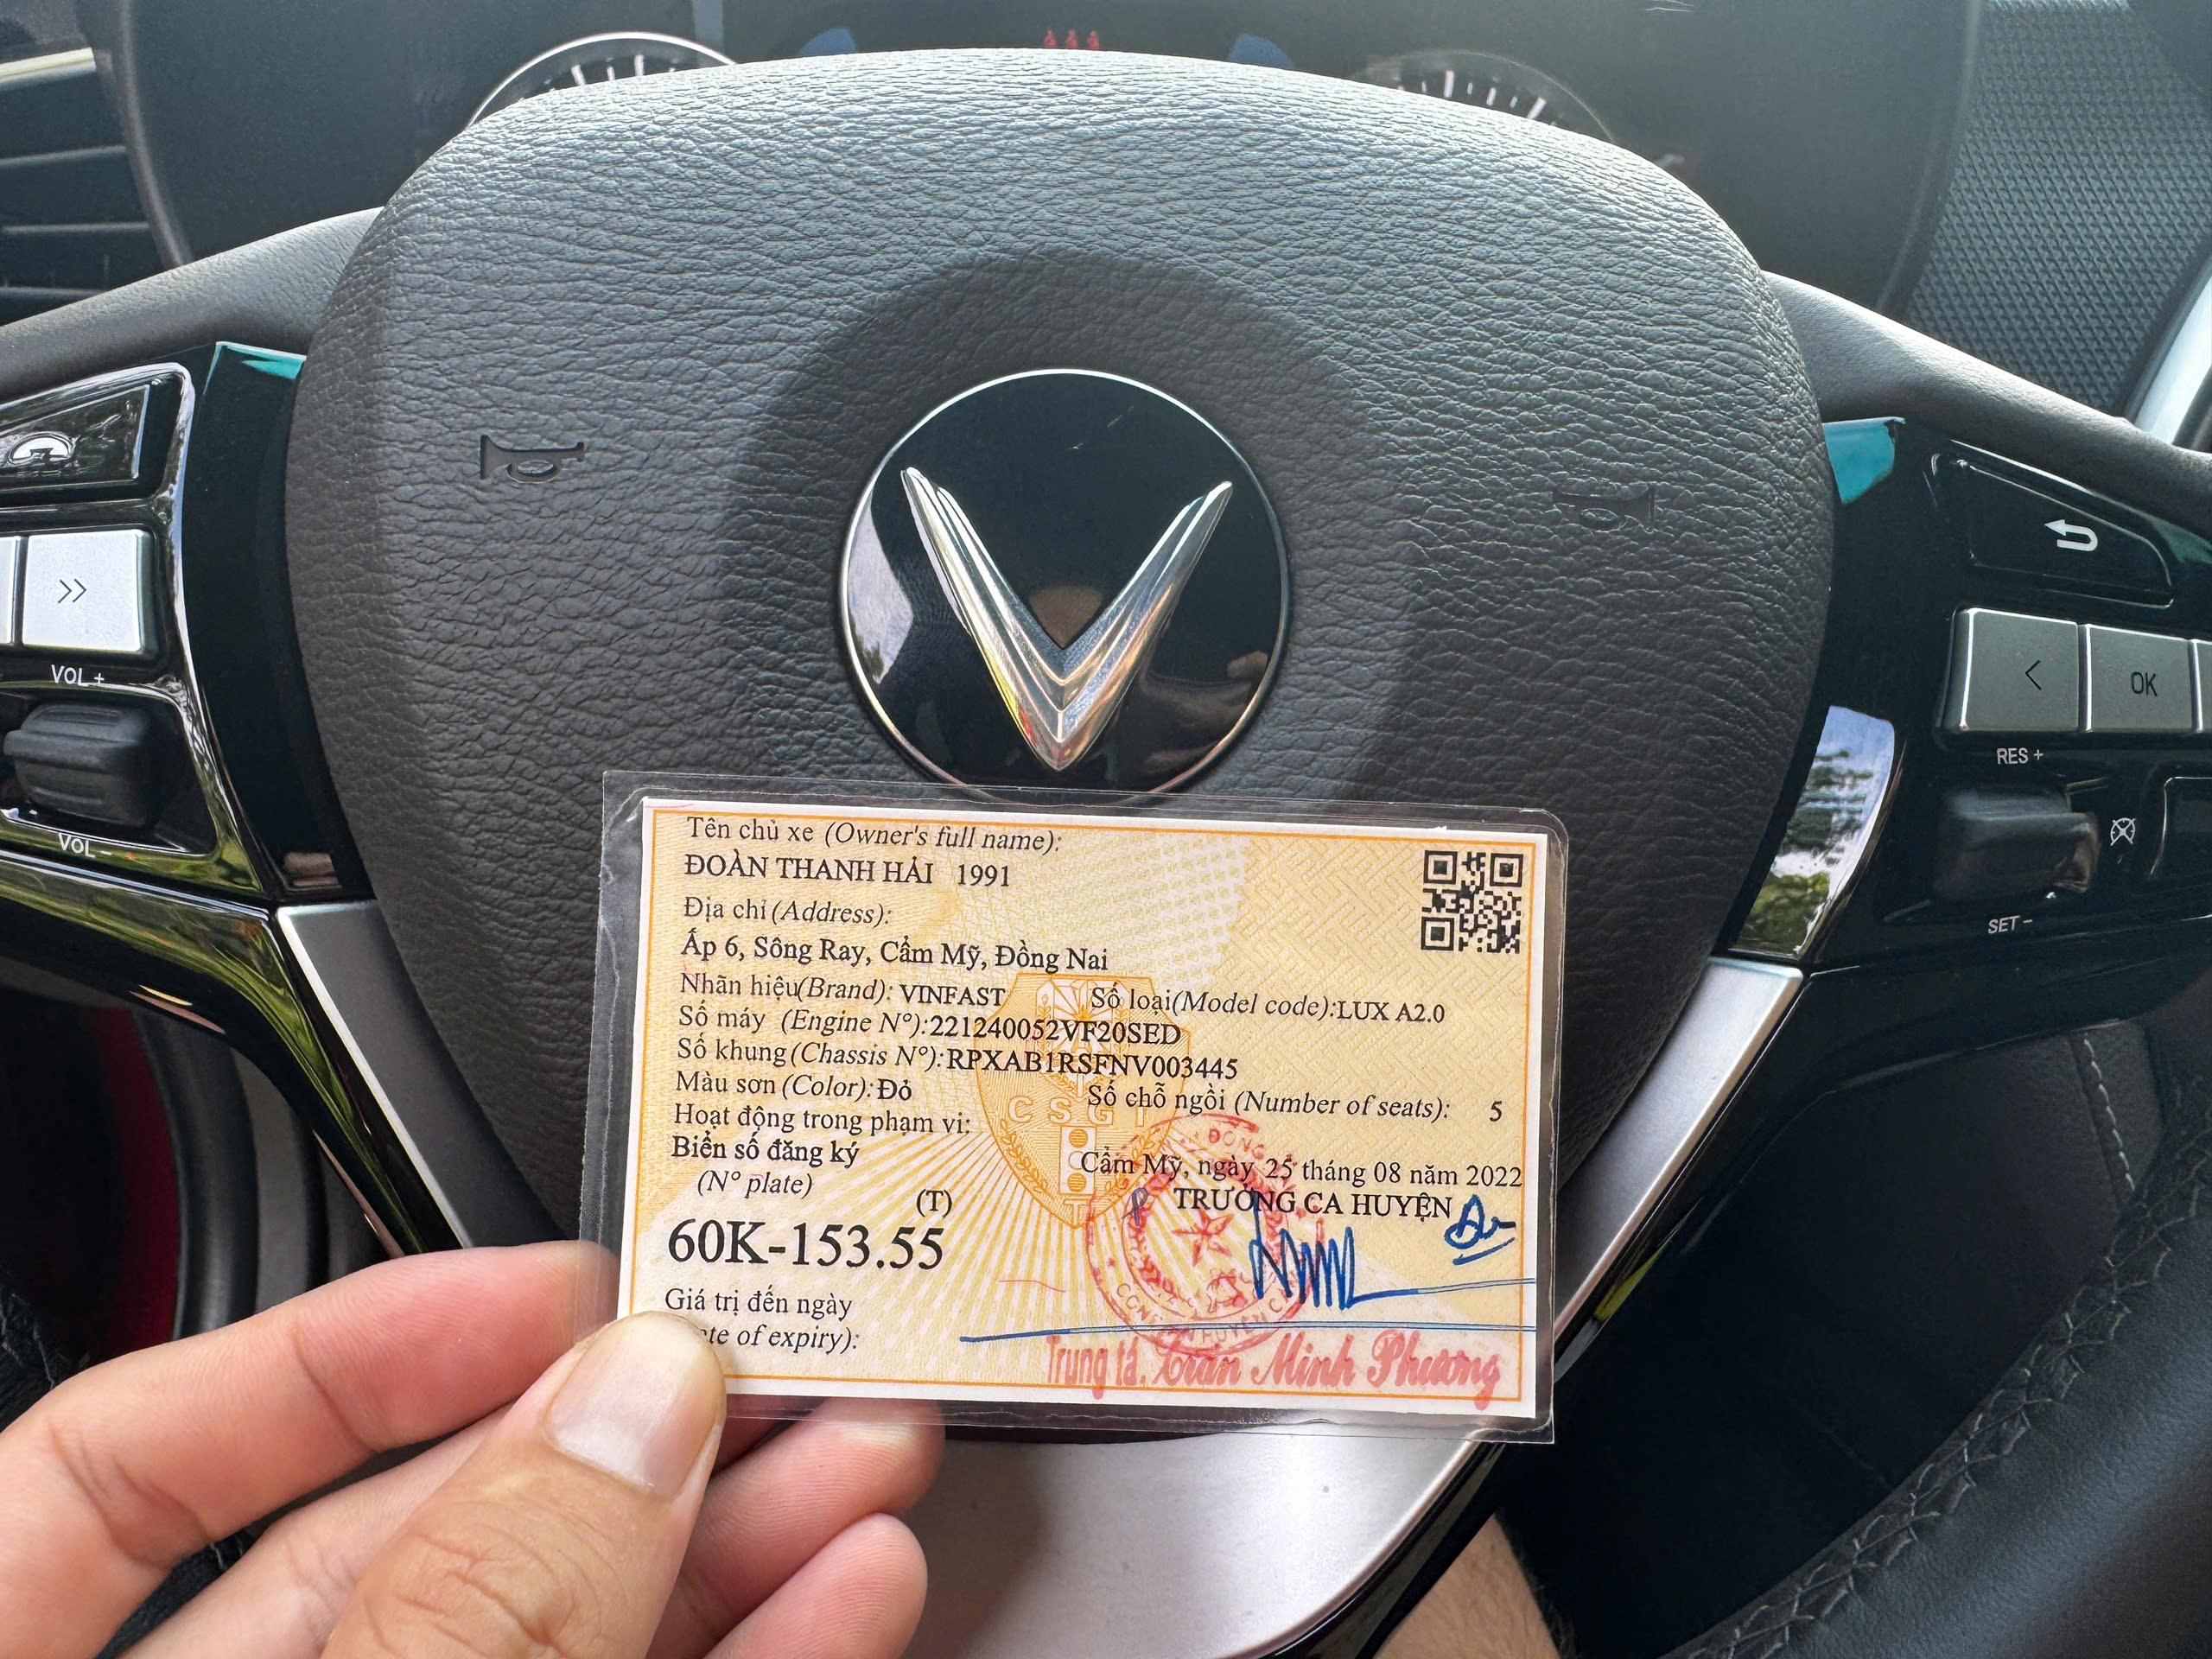 VOL +
VOL -
OK
RES +
SET -
Tên chủ xe (Owner's full name):
ĐOÀN THANH HẢI 1991
Địa chỉ (Address):
Ấp 6, Sông Ray, Cẩm Mỹ, Đồng Nai
Nhãn hiệu(Brand): VINFAST Số loại(Model code):LUX A2.0
Số máy (Engine N°):221240052VF20SED
Số khung(Chassis N°):RPXAB1RSFNV003445
Màu sơn (Color):Đỏ Số chỗ ngồi (Number of seats): 5
Hoạt động trong phạm vi:
CSGT
Biển số đăng ký
Cẩm Mỹ, ngày 25 tháng 08 năm 2022
(N° plate) (T) TRƯỞNG CA HUYỆN
60K-153.55
Giá trị đến ngày
of expiry):
Trung tá. Trần Minh Phương